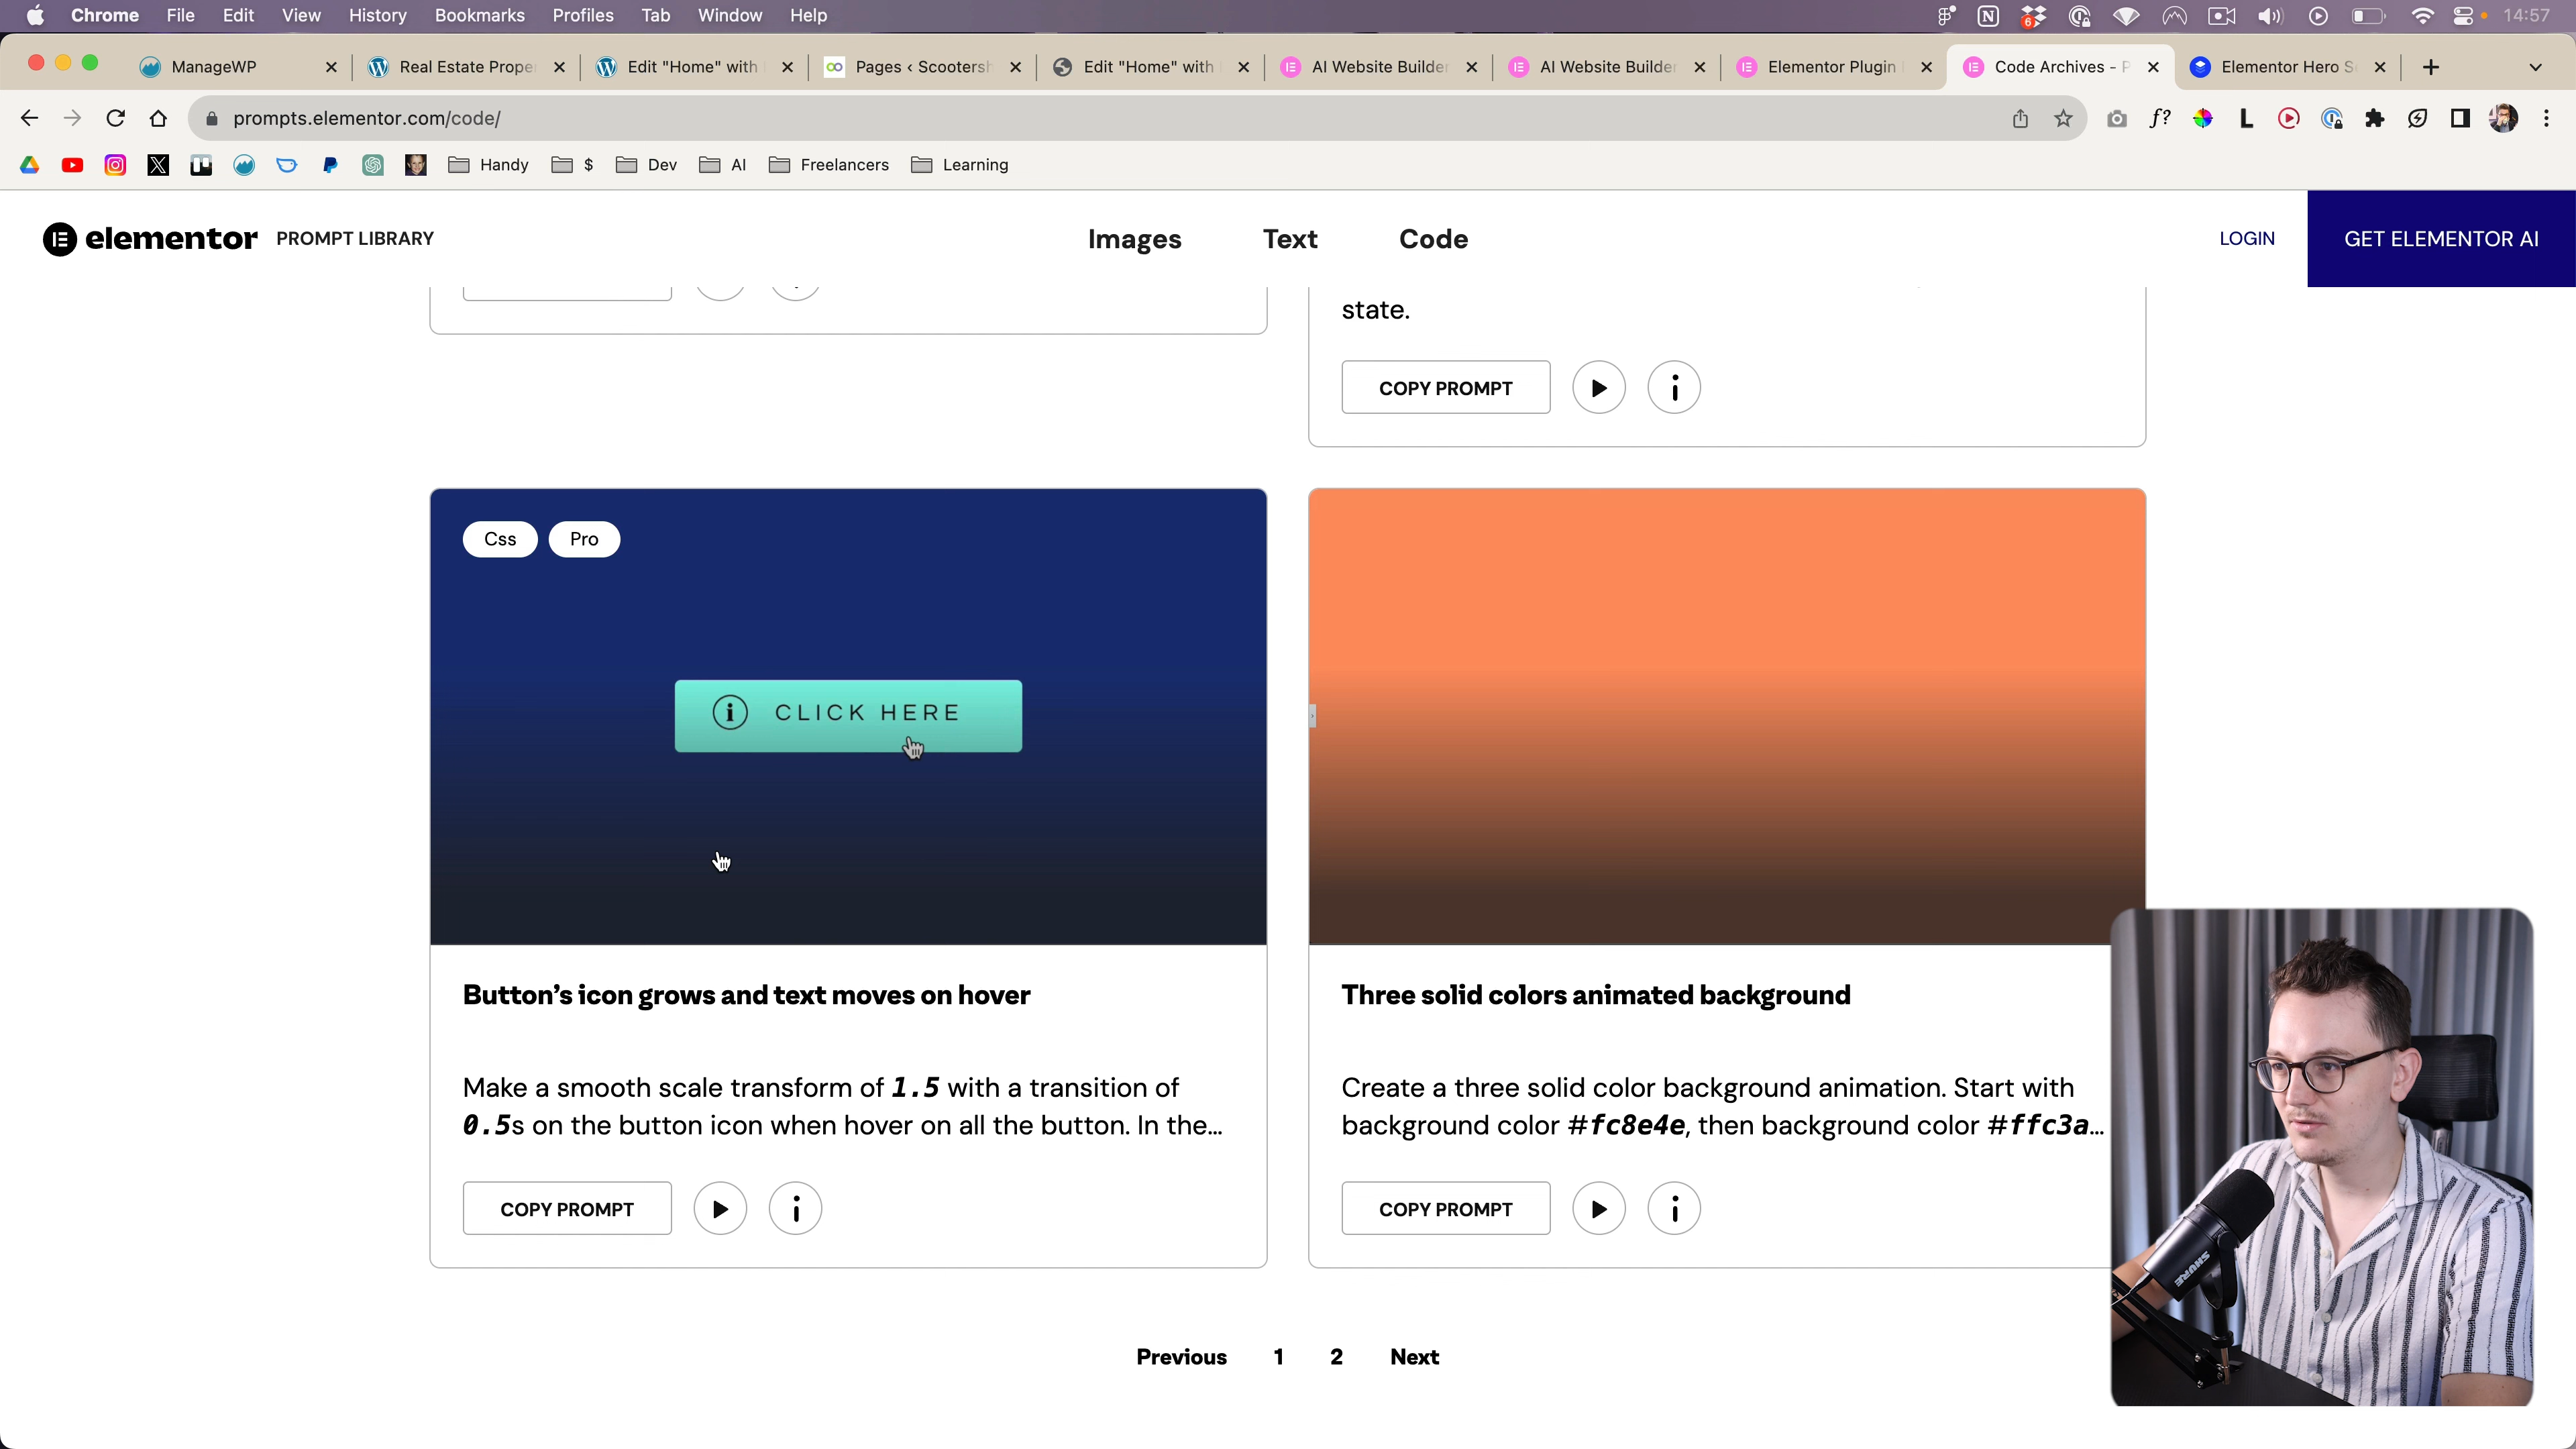 Chrome File Edit View History Bookmarks Profiles Tab Window Help
6
14:57
ManageWP
Real Estate Prope
Edit "Home" with
Pages ‹ Scootersh
Edit "Home" with
AI Website Builder
AI Website Builder
Elementor Plugin
Code Archives - P
Elementor Hero S
prompts.elementor.com/code/
f?
L
Handy
$
Dev
AI
Freelancers
Learning
elementor PROMPT LIBRARY
Images Text Code
LOGIN
GET ELEMENTOR AI
state.
COPY PROMPT
Css Pro
CLICK HERE
Button's icon grows and text moves on hover
Make a smooth scale transform of 1.5 with a transition of
0.5s on the button icon when hover on all the button. In the...
COPY PROMPT
Three solid colors animated background
Create a three solid color background animation. Start with
background color #fc8e4e, then background color #ffc3a...
COPY PROMPT
Previous 1 2 Next
SHURE